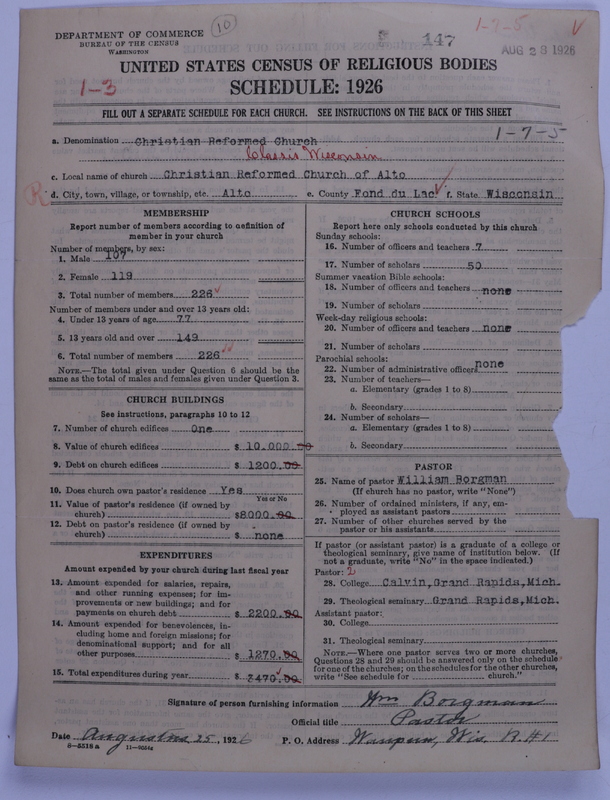 DEPARTMENT OF COMMERCE
BUREAU OF THE CENSUS
WASHINGTON
10
147
1-7-5
AUG 28 1926
UNITED STATES CENSUS OF RELIGIOUS BODIES
1-3
SCHEDULE: 1926
FILL OUT A SEPARATE SCHEDULE FOR EACH CHURCH. SEE INSTRUCTIONS ON THE BACK OF THIS SHEET
1-7-5
a. Denomination Christian Reformed Church
Classis Wisconsin
c. Local name of church Christian Reformed Church of Alto
R d. City, town, village, or township, etc. Alto e. County Fond du Lac f. State Wisconsin
MEMBERSHIP
Report number of members according to definition of member in your church
Number of members, by sex:
1. Male 107
2. Female 119
3. Total number of members 226
Number of members under and over 13 years old:
4. Under 13 years of age 77
5. 13 years old and over 149
6. Total number of members 226
NOTE.—The total given under Question 6 should be same as the total of males and females given under Question 3.
CHURCH BUILDINGS
See instructions, paragraphs 10 to 12
7. Number of church edifices One
8. Value of church edifices $ 10.000.00
9. Debt on church edifices $ 1200.00
10. Does church own pastor's residence Yes
Yes or No
11. Value of pastor's residence (if owned by
church) $8000.00
12. Debt on pastor's residence (if owned by
church) $ none
EXPENDITURES
Amount expended by your church during last fiscal year
13. Amount expended for salaries, repairs,
and other running expenses; for im-
provements or new buildings; and for
payments on church debt $ 2200.00
14. Amount expended for benevolences, in-
cluding home and foreign missions; for
denominational support; and for all
other purposes $ 1270.00
15. Total expenditures during year $ 3470.00
CHURCH SCHOOLS
Report here only schools conducted by this church
Sunday schools:
16. Number of officers and teachers 7
17. Number of scholars 50
Summer vacation Bible schools:
18. Number of officers and teachers none
19. Number of scholars
Week-day religious schools:
20. Number of officers and teachers none
21. Number of scholars
Parochial schools:
22. Number of administrative officers none
23. Number of teachers—
a. Elementary (grades 1 to 8)
b. Secondary
24. Number of scholars—
a. Elementary (grades 1 to 8)
b. Secondary
PASTOR
25. Name of pastor William Borgman
(If church has no pastor, write "None")
26. Number of ordained ministers, if any, em-
ployed as assistant pastors
27. Number of other churches served by the
pastor or his assistants
If pastor (or assistant pastor) is a graduate of a college or
theological seminary, give name of institution below. (If
not a graduate, write "No" in the space indicated.)
Pastor: 2
28. College Calvin, Grand Rapids, Mich.
29. Theological seminary Grand Rapids, Mich.
Assistant pastor:
30. College
31. Theological seminary
NOTE.—Where one pastor serves two or more churches,
Questions 28 and 29 should be answered only on the schedule
for one of the churches; on the schedules for the other churches,
write "See schedule for church."
Signature of person furnishing information Wm Borgman
Official title Pastor
Date Augustus 25, 1926 P. O. Address Waupun, Wis. R.#1
8-5518 a